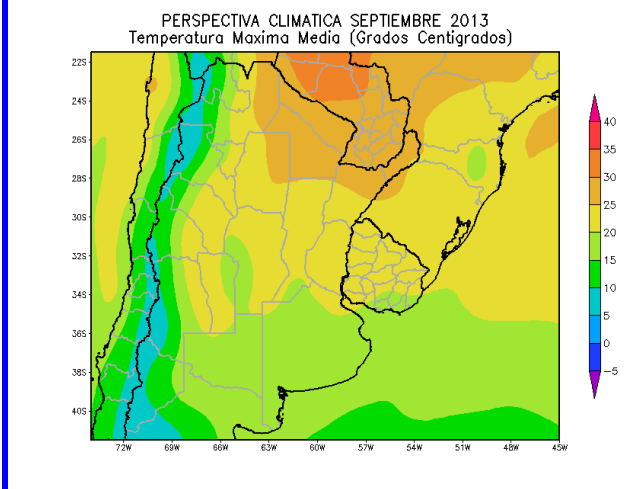 PERSPECTIVA CLIMATICA SEPTIEMBRE 2013
Temperatura Maxima Media (Grados Centigrados)
22S
24S
26S
28S
30S
32S
34S
36S
38S
40S
72W
69W
66W
63W
60W
57W
54W
51W
48W
45W
40
35
30
25
20
15
10
5
0
−5